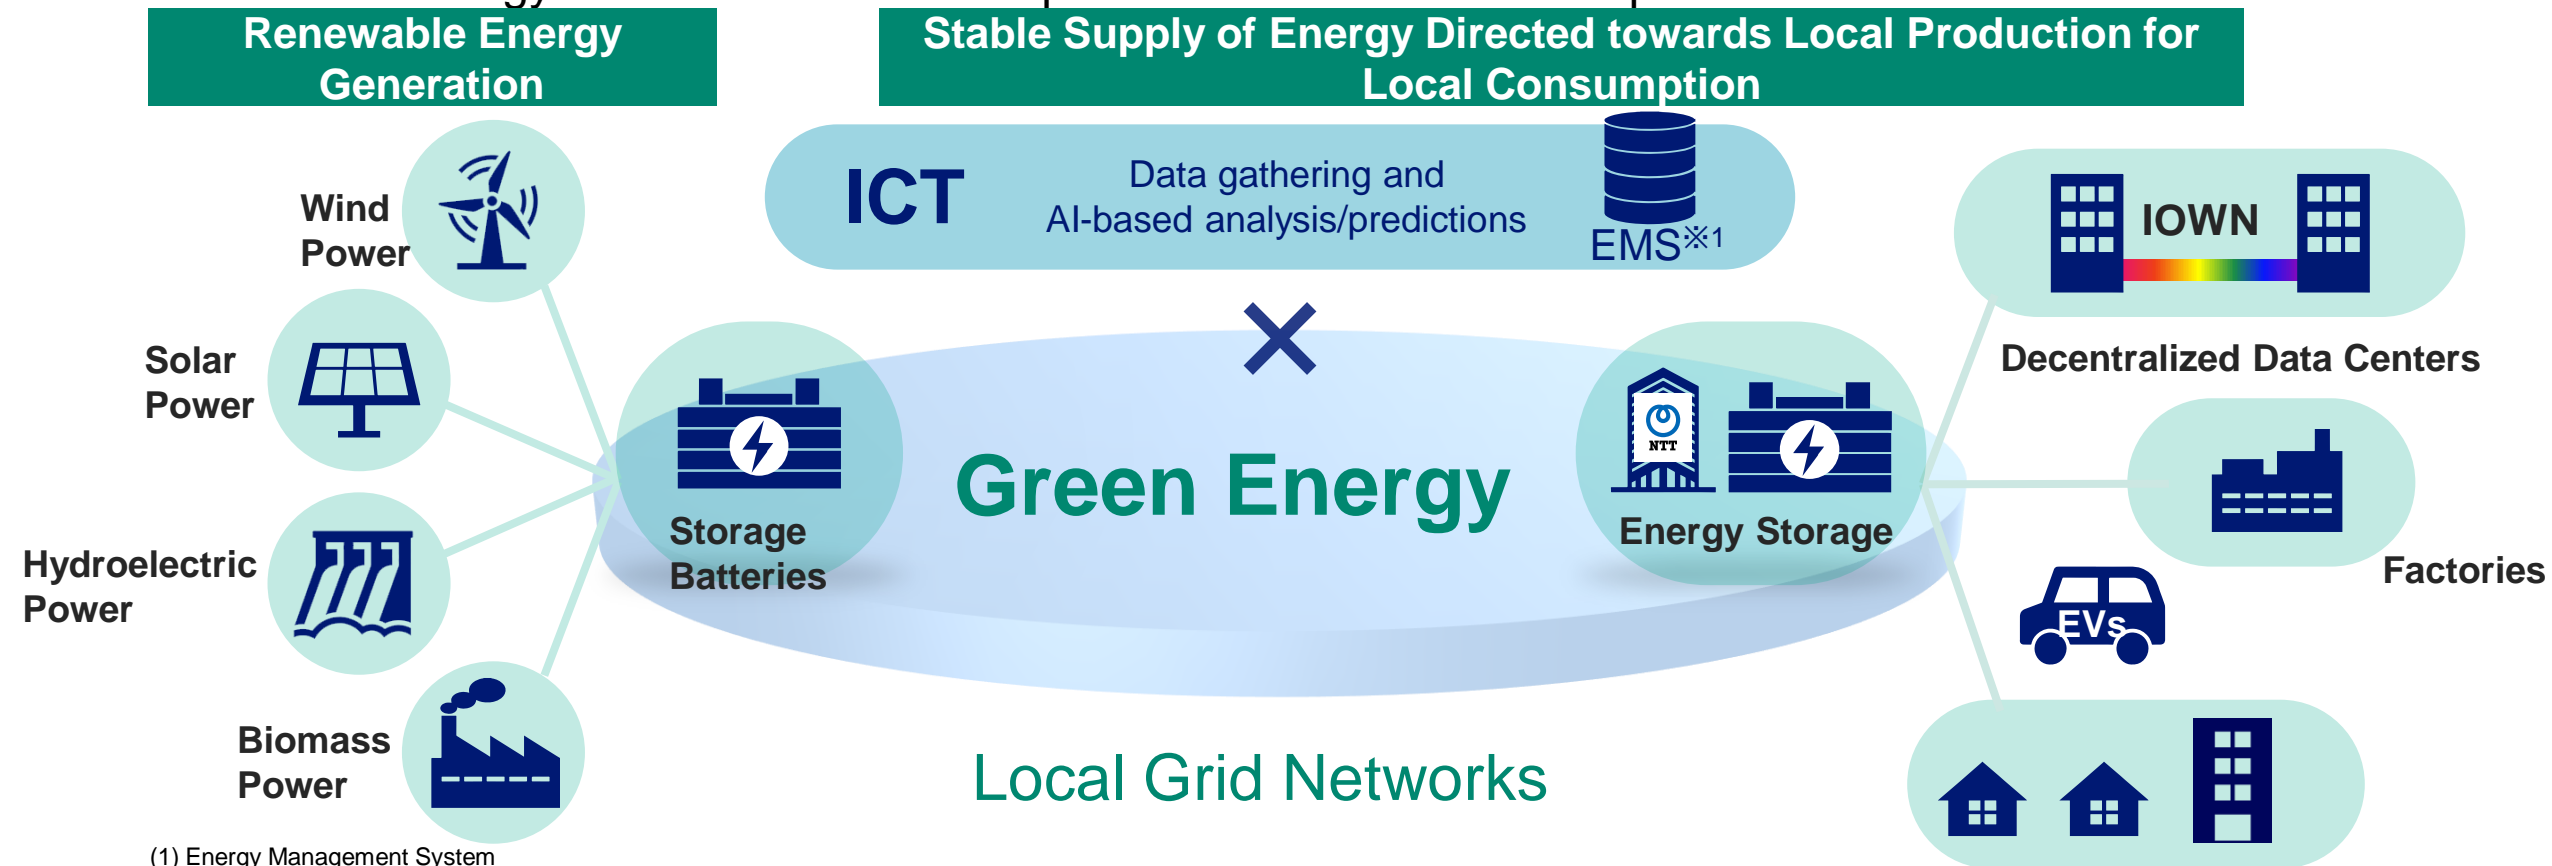 Renewable Energy
Generation
Stable Supply of Energy Directed towards Local Production for
Local Consumption
ICT
Data gathering and
AI-based analysis/predictions
EMS※1
Wind
Power
Solar
Power
Hydroelectric
Power
Biomass
Power
Storage
Batteries
Green Energy
NTT
Energy Storage
IOWN
Decentralized Data Centers
Factories
EVs
Local Grid Networks
(1) Energy Management System